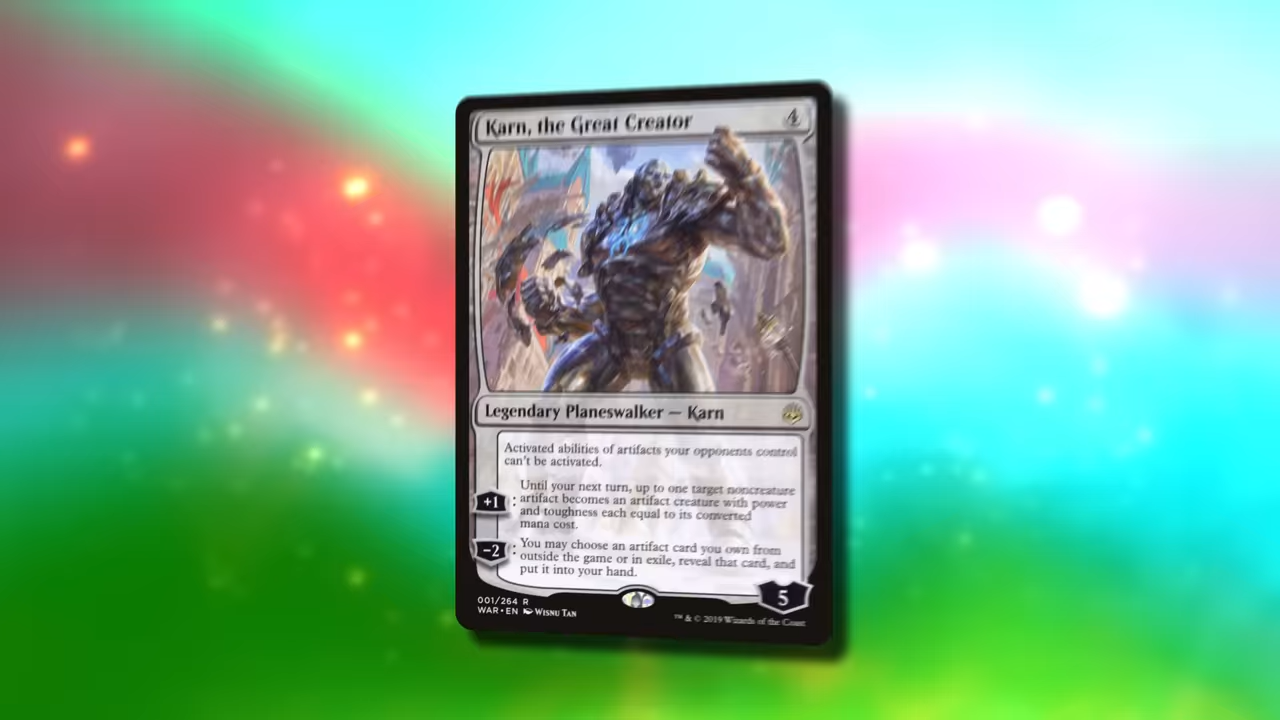 Karn, the Great Creator 4
Legendary Planeswalker — Karn
Activated abilities of artifacts your opponents control
can't be activated.
+1 : Until your next turn, up to one target noncreature
artifact becomes an artifact creature with power
and toughness each equal to its converted
mana cost.
−2 : You may choose an artifact card you own from
outside the game or in exile, reveal that card, and
put it into your hand.
5
001/264 R
WAR • EN Wisnu Tan
™ & © 2019 Wizards of the Coast